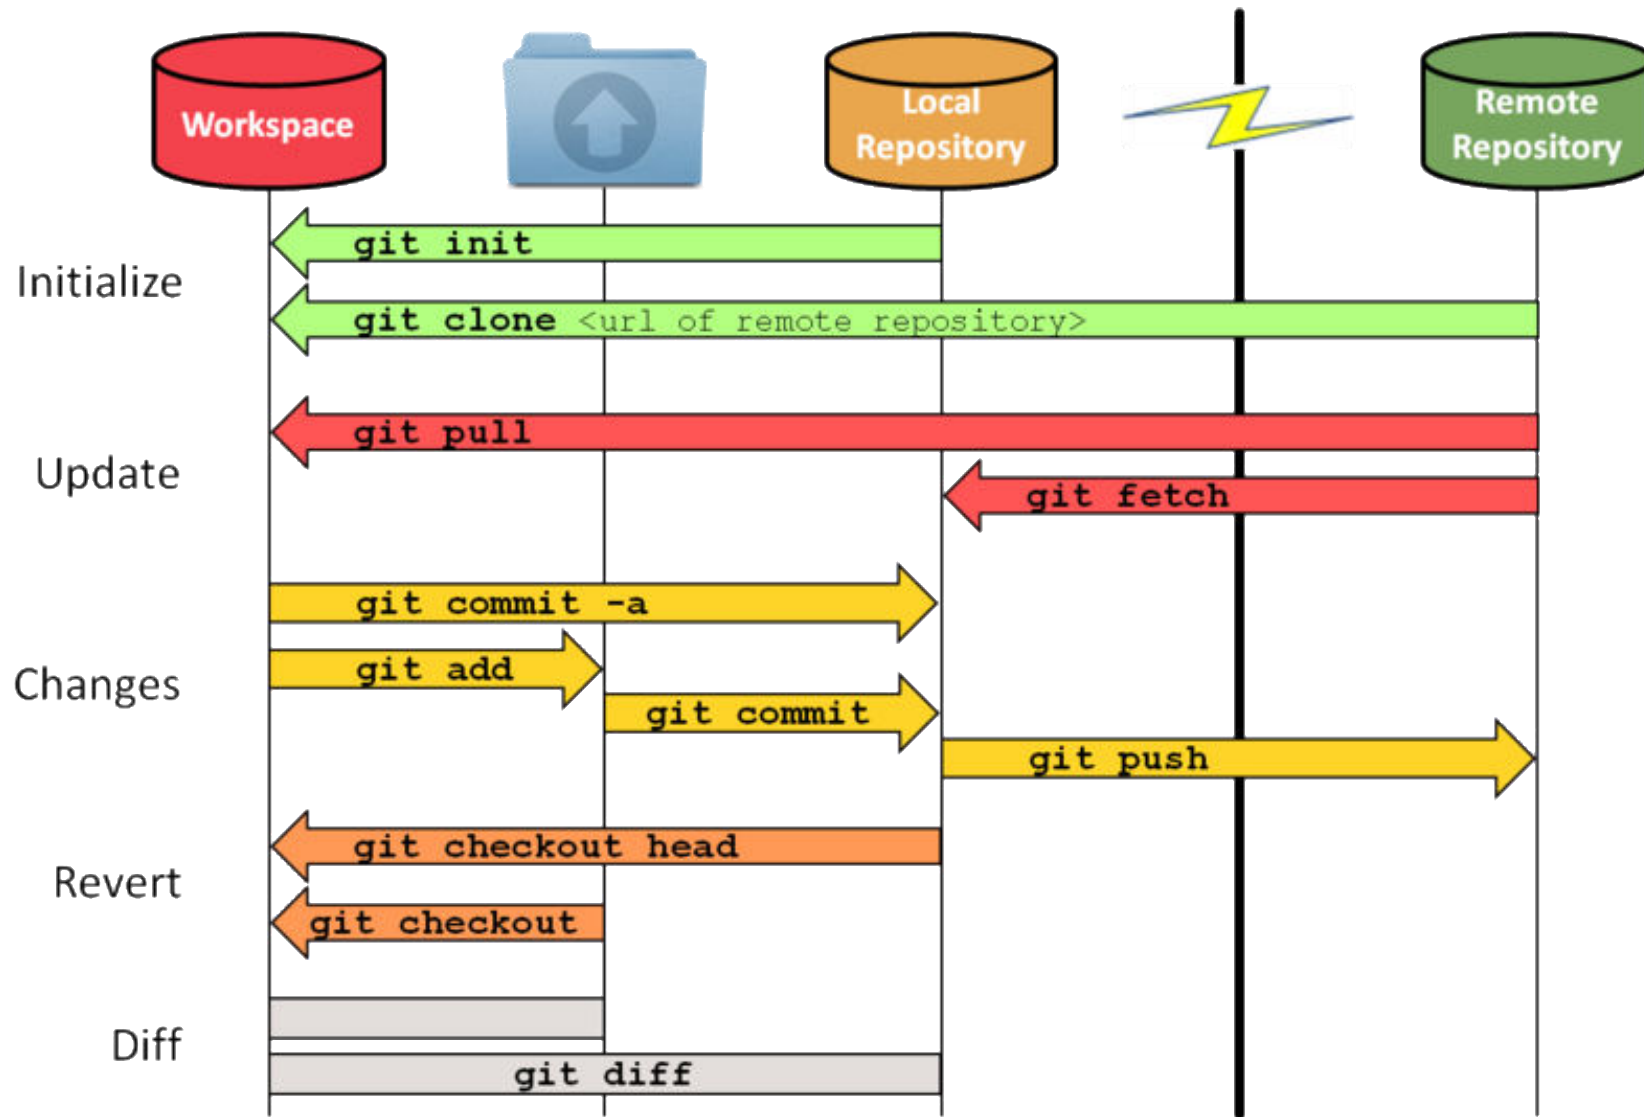 Workspace
Local
Repository
Remote
Repository
Initialize
git init
git clone <url of remote repository>
Update
git pull
git fetch
Changes
git commit -a
git add
git commit
git push
Revert
git checkout head
git checkout
Diff
git diff